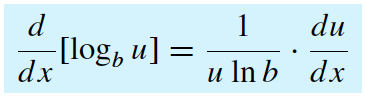 d/dx [log_b u] = 1/(u ln b) · du/dx